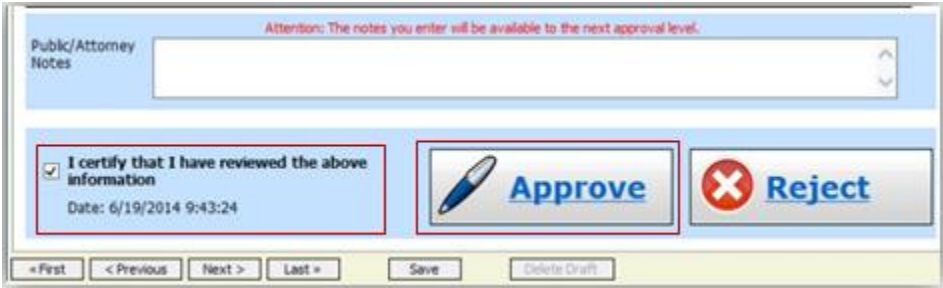 Attention: The notes you enter will be available to the next approval level.
Public/Attorney
Notes
I certify that I have reviewed the above
information
Date: 6/19/2014 9:43:24
Approve
Reject
« First < Previous Next > Last » Save Delete Draft